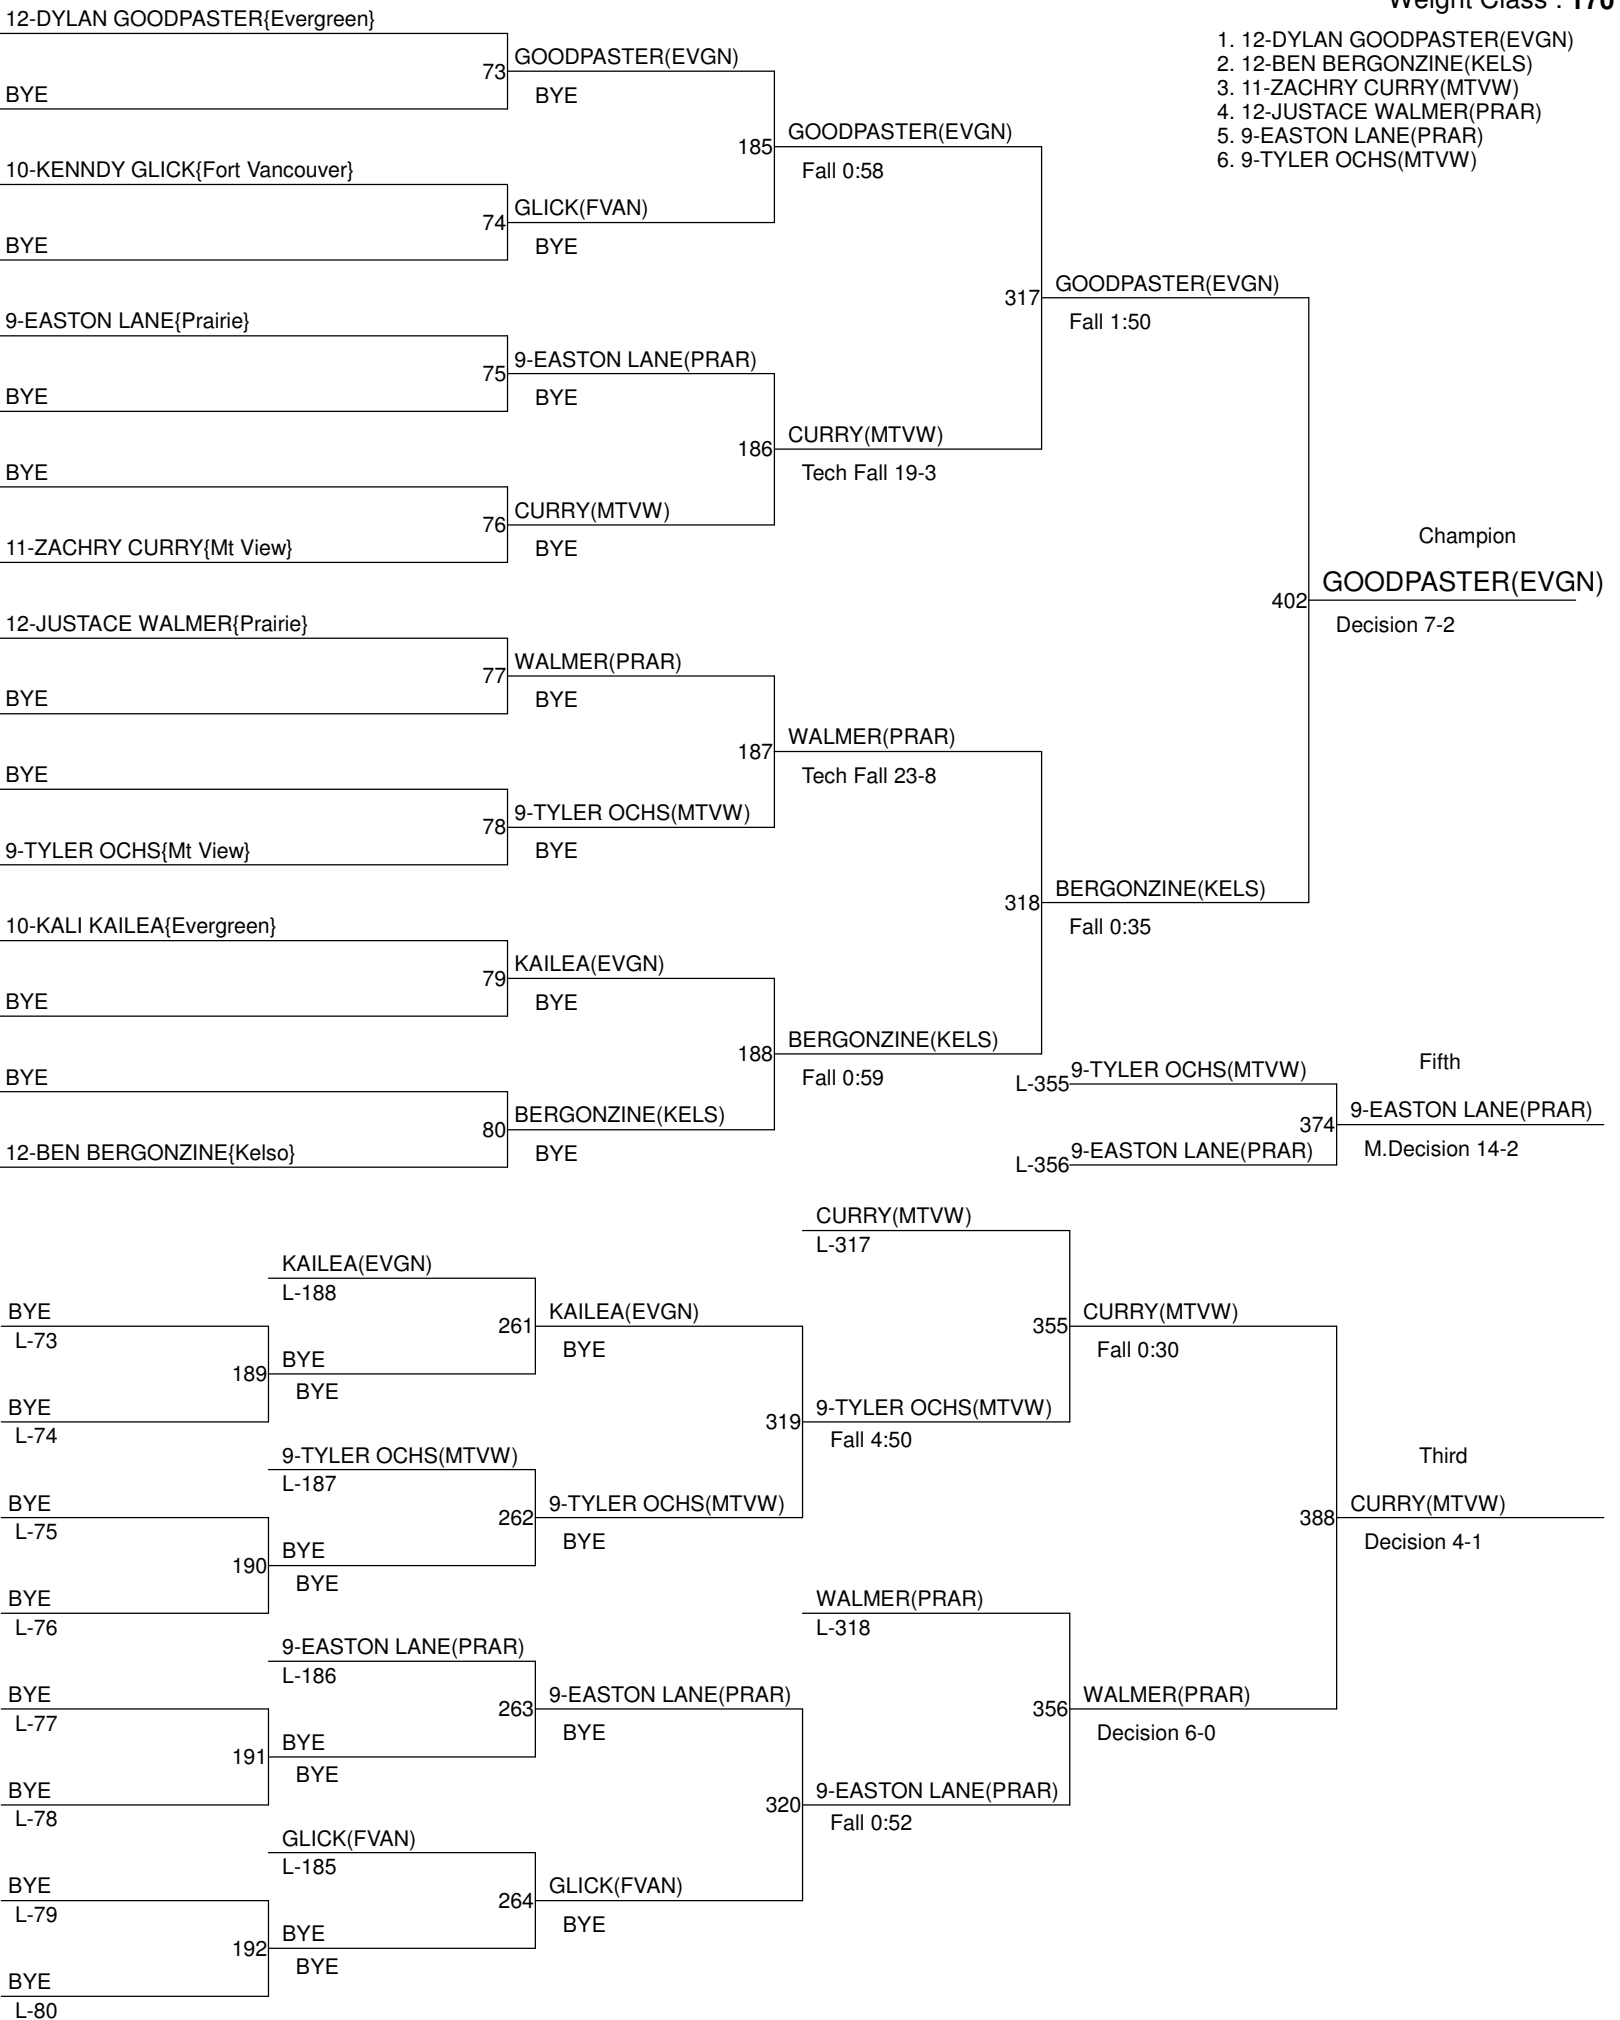 Weight Class : 170
1. 12-DYLAN GOODPASTER(EVGN)
2. 12-BEN BERGONZINE(KELS)
3. 11-ZACHRY CURRY(MTVW)
4. 12-JUSTACE WALMER(PRAR)
5. 9-EASTON LANE(PRAR)
6. 9-TYLER OCHS(MTVW)
12-DYLAN GOODPASTER{Evergreen}
73
BYE
GOODPASTER(EVGN)
BYE
10-KENNDY GLICK{Fort Vancouver}
74
BYE
GLICK(FVAN)
BYE
185
GOODPASTER(EVGN)
Fall 0:58
9-EASTON LANE{Prairie}
75
BYE
9-EASTON LANE(PRAR)
BYE
BYE
76
11-ZACHRY CURRY{Mt View}
CURRY(MTVW)
BYE
186
CURRY(MTVW)
Tech Fall 19-3
317
GOODPASTER(EVGN)
Fall 1:50
12-JUSTACE WALMER{Prairie}
77
BYE
WALMER(PRAR)
BYE
BYE
78
9-TYLER OCHS{Mt View}
9-TYLER OCHS(MTVW)
BYE
187
WALMER(PRAR)
Tech Fall 23-8
10-KALI KAILEA{Evergreen}
79
BYE
KAILEA(EVGN)
BYE
BYE
80
12-BEN BERGONZINE{Kelso}
BERGONZINE(KELS)
BYE
188
BERGONZINE(KELS)
Fall 0:59
318
BERGONZINE(KELS)
Fall 0:35
Champion
402
GOODPASTER(EVGN)
Decision 7-2
L-355
9-TYLER OCHS(MTVW)
L-356
9-EASTON LANE(PRAR)
Fifth
374
9-EASTON LANE(PRAR)
M.Decision 14-2
BYE
L-73
BYE
L-74
189
KAILEA(EVGN)
L-188
BYE
BYE
261
KAILEA(EVGN)
BYE
BYE
L-75
BYE
L-76
190
9-TYLER OCHS(MTVW)
L-187
BYE
BYE
262
9-TYLER OCHS(MTVW)
BYE
319
9-TYLER OCHS(MTVW)
Fall 4:50
CURRY(MTVW)
L-317
355
CURRY(MTVW)
Fall 0:30
BYE
L-77
BYE
L-78
191
9-EASTON LANE(PRAR)
L-186
BYE
BYE
263
9-EASTON LANE(PRAR)
BYE
BYE
L-79
BYE
L-80
192
GLICK(FVAN)
L-185
BYE
BYE
264
GLICK(FVAN)
BYE
320
9-EASTON LANE(PRAR)
Fall 0:52
WALMER(PRAR)
L-318
356
WALMER(PRAR)
Decision 6-0
Third
388
CURRY(MTVW)
Decision 4-1